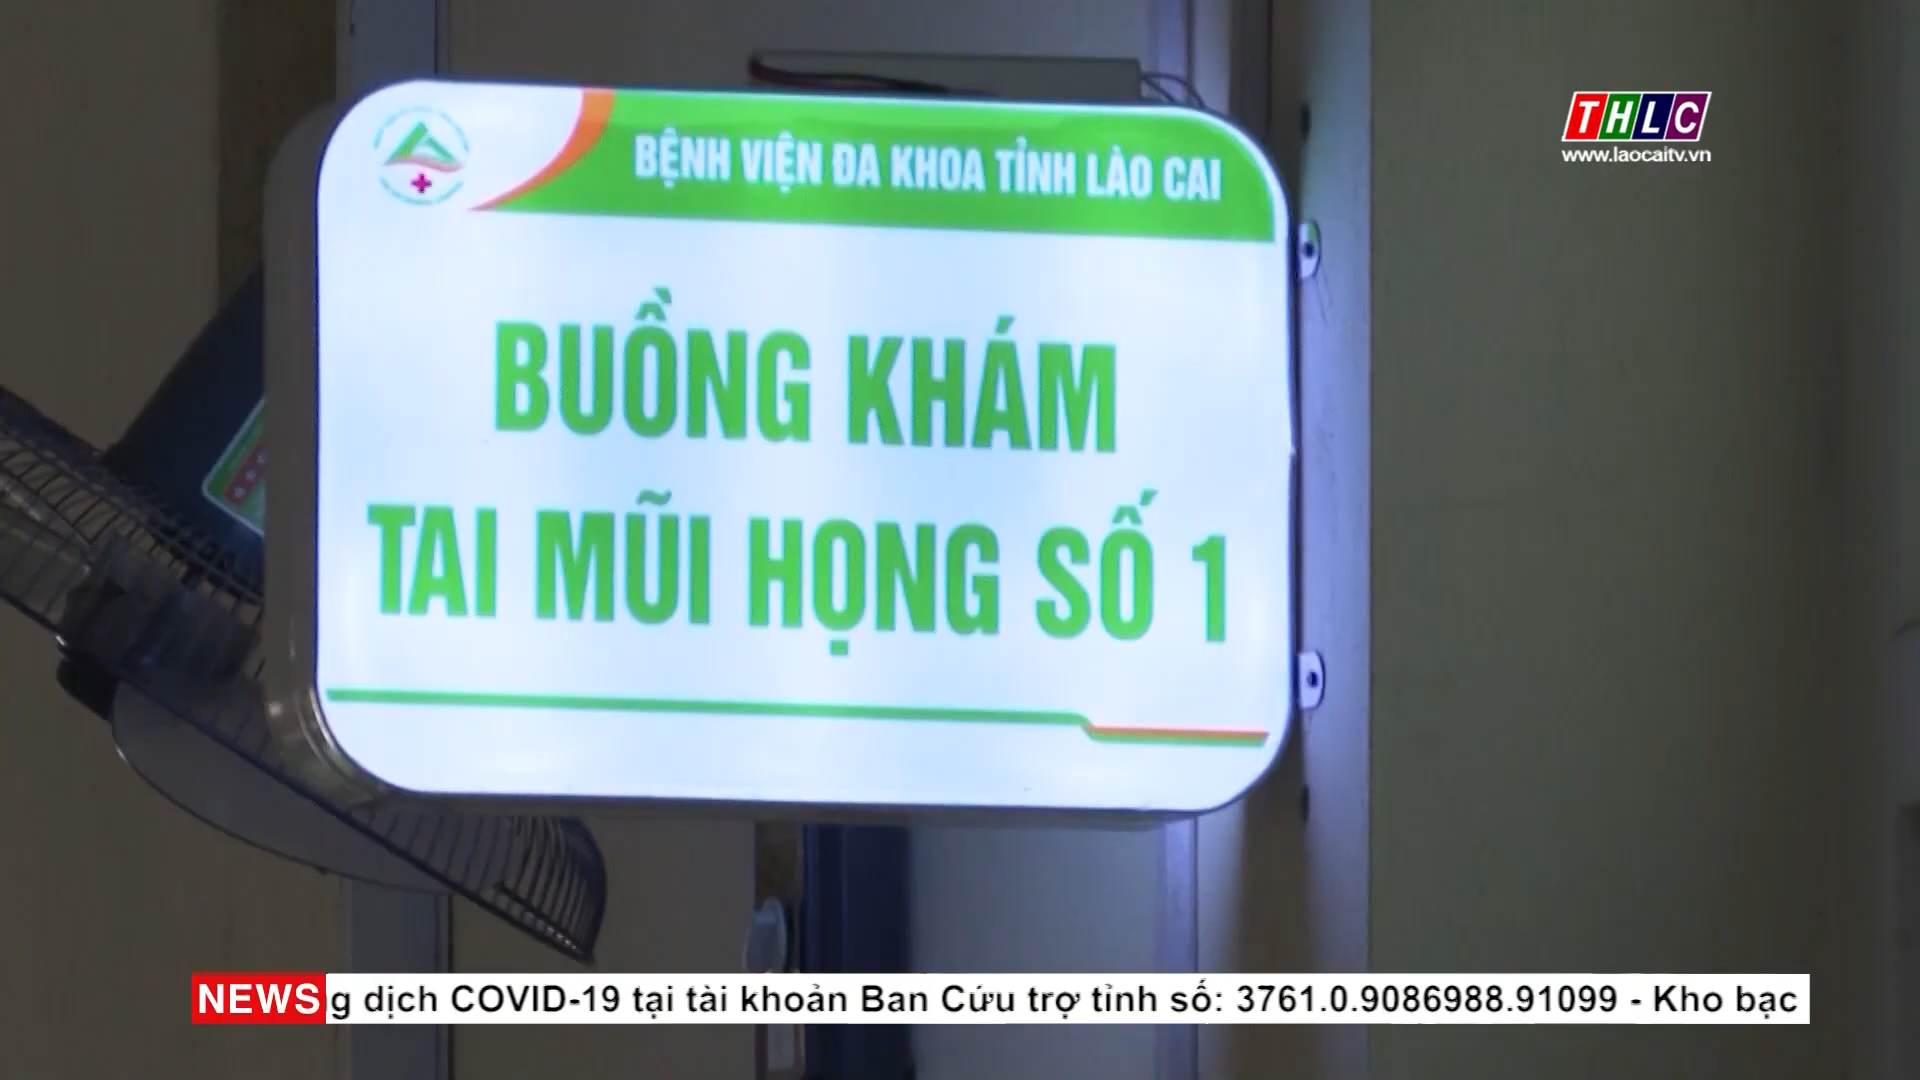 THLC
www.laocaitv.vn
BỆNH VIỆN ĐA KHOA TỈNH LÀO CAI
BUỒNG KHÁM
TAI MŨI HỌNG SỐ 1
NEWS g dịch COVID-19 tại tài khoản Ban Cứu trợ tỉnh số: 3761.0.9086988.91099 - Kho bạc